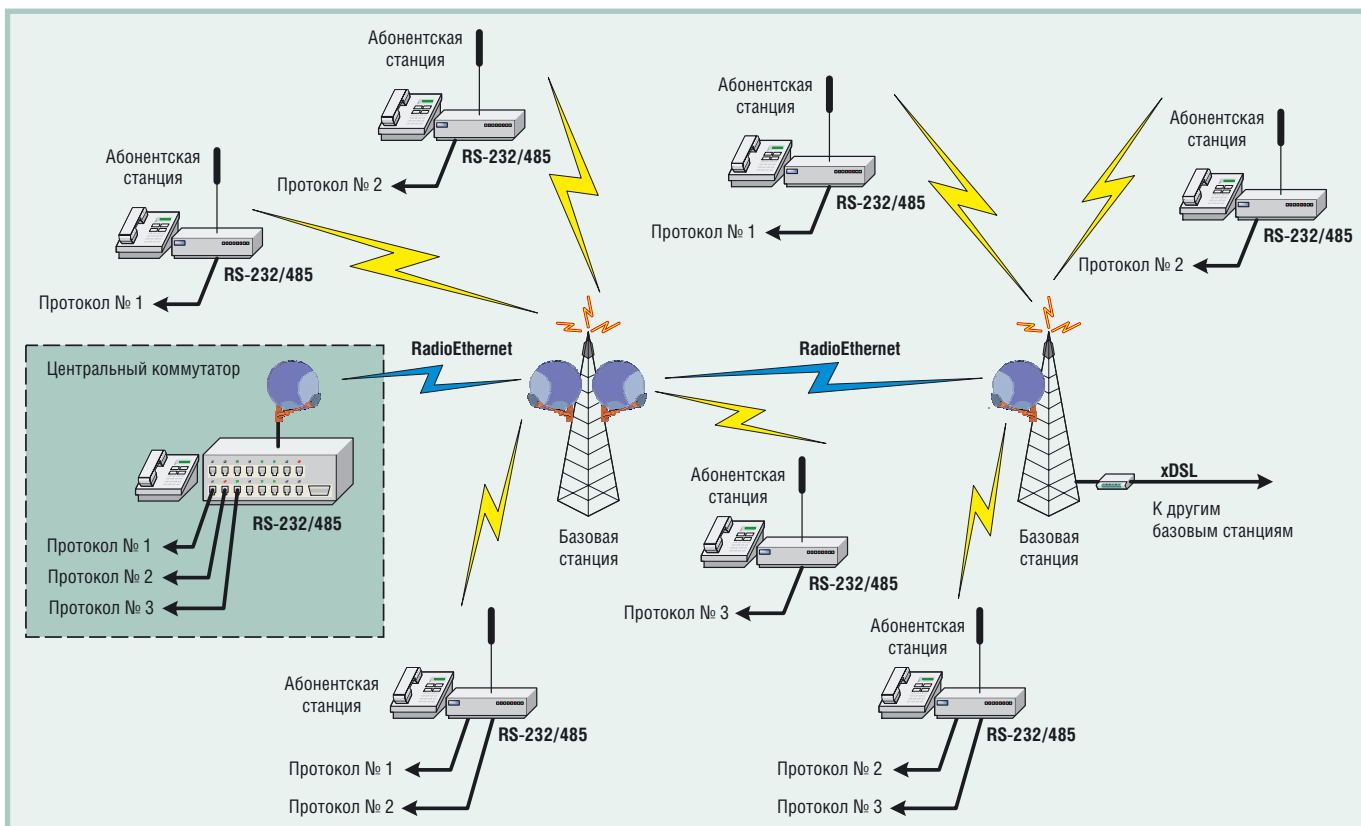 Абонентская
станция
RS-232/485
Протокол № 2
Абонентская
станция
RS-232/485
Протокол № 1
Абонентская
станция
RS-232/485
Протокол № 1
Абонентская
станция
RS-232/485
Протокол № 2
Центральный коммутатор
RS-232/485
Протокол № 1
Протокол № 2
Протокол № 3
RadioEthernet
RadioEthernet
Базовая
станция
Базовая
станция
xDSL
К другим
базовым станциям
Абонентская
станция
RS-232/485
Протокол № 3
Абонентская
станция
RS-232/485
Протокол № 1
Протокол № 2
Абонентская
станция
RS-232/485
Протокол № 2
Протокол № 3